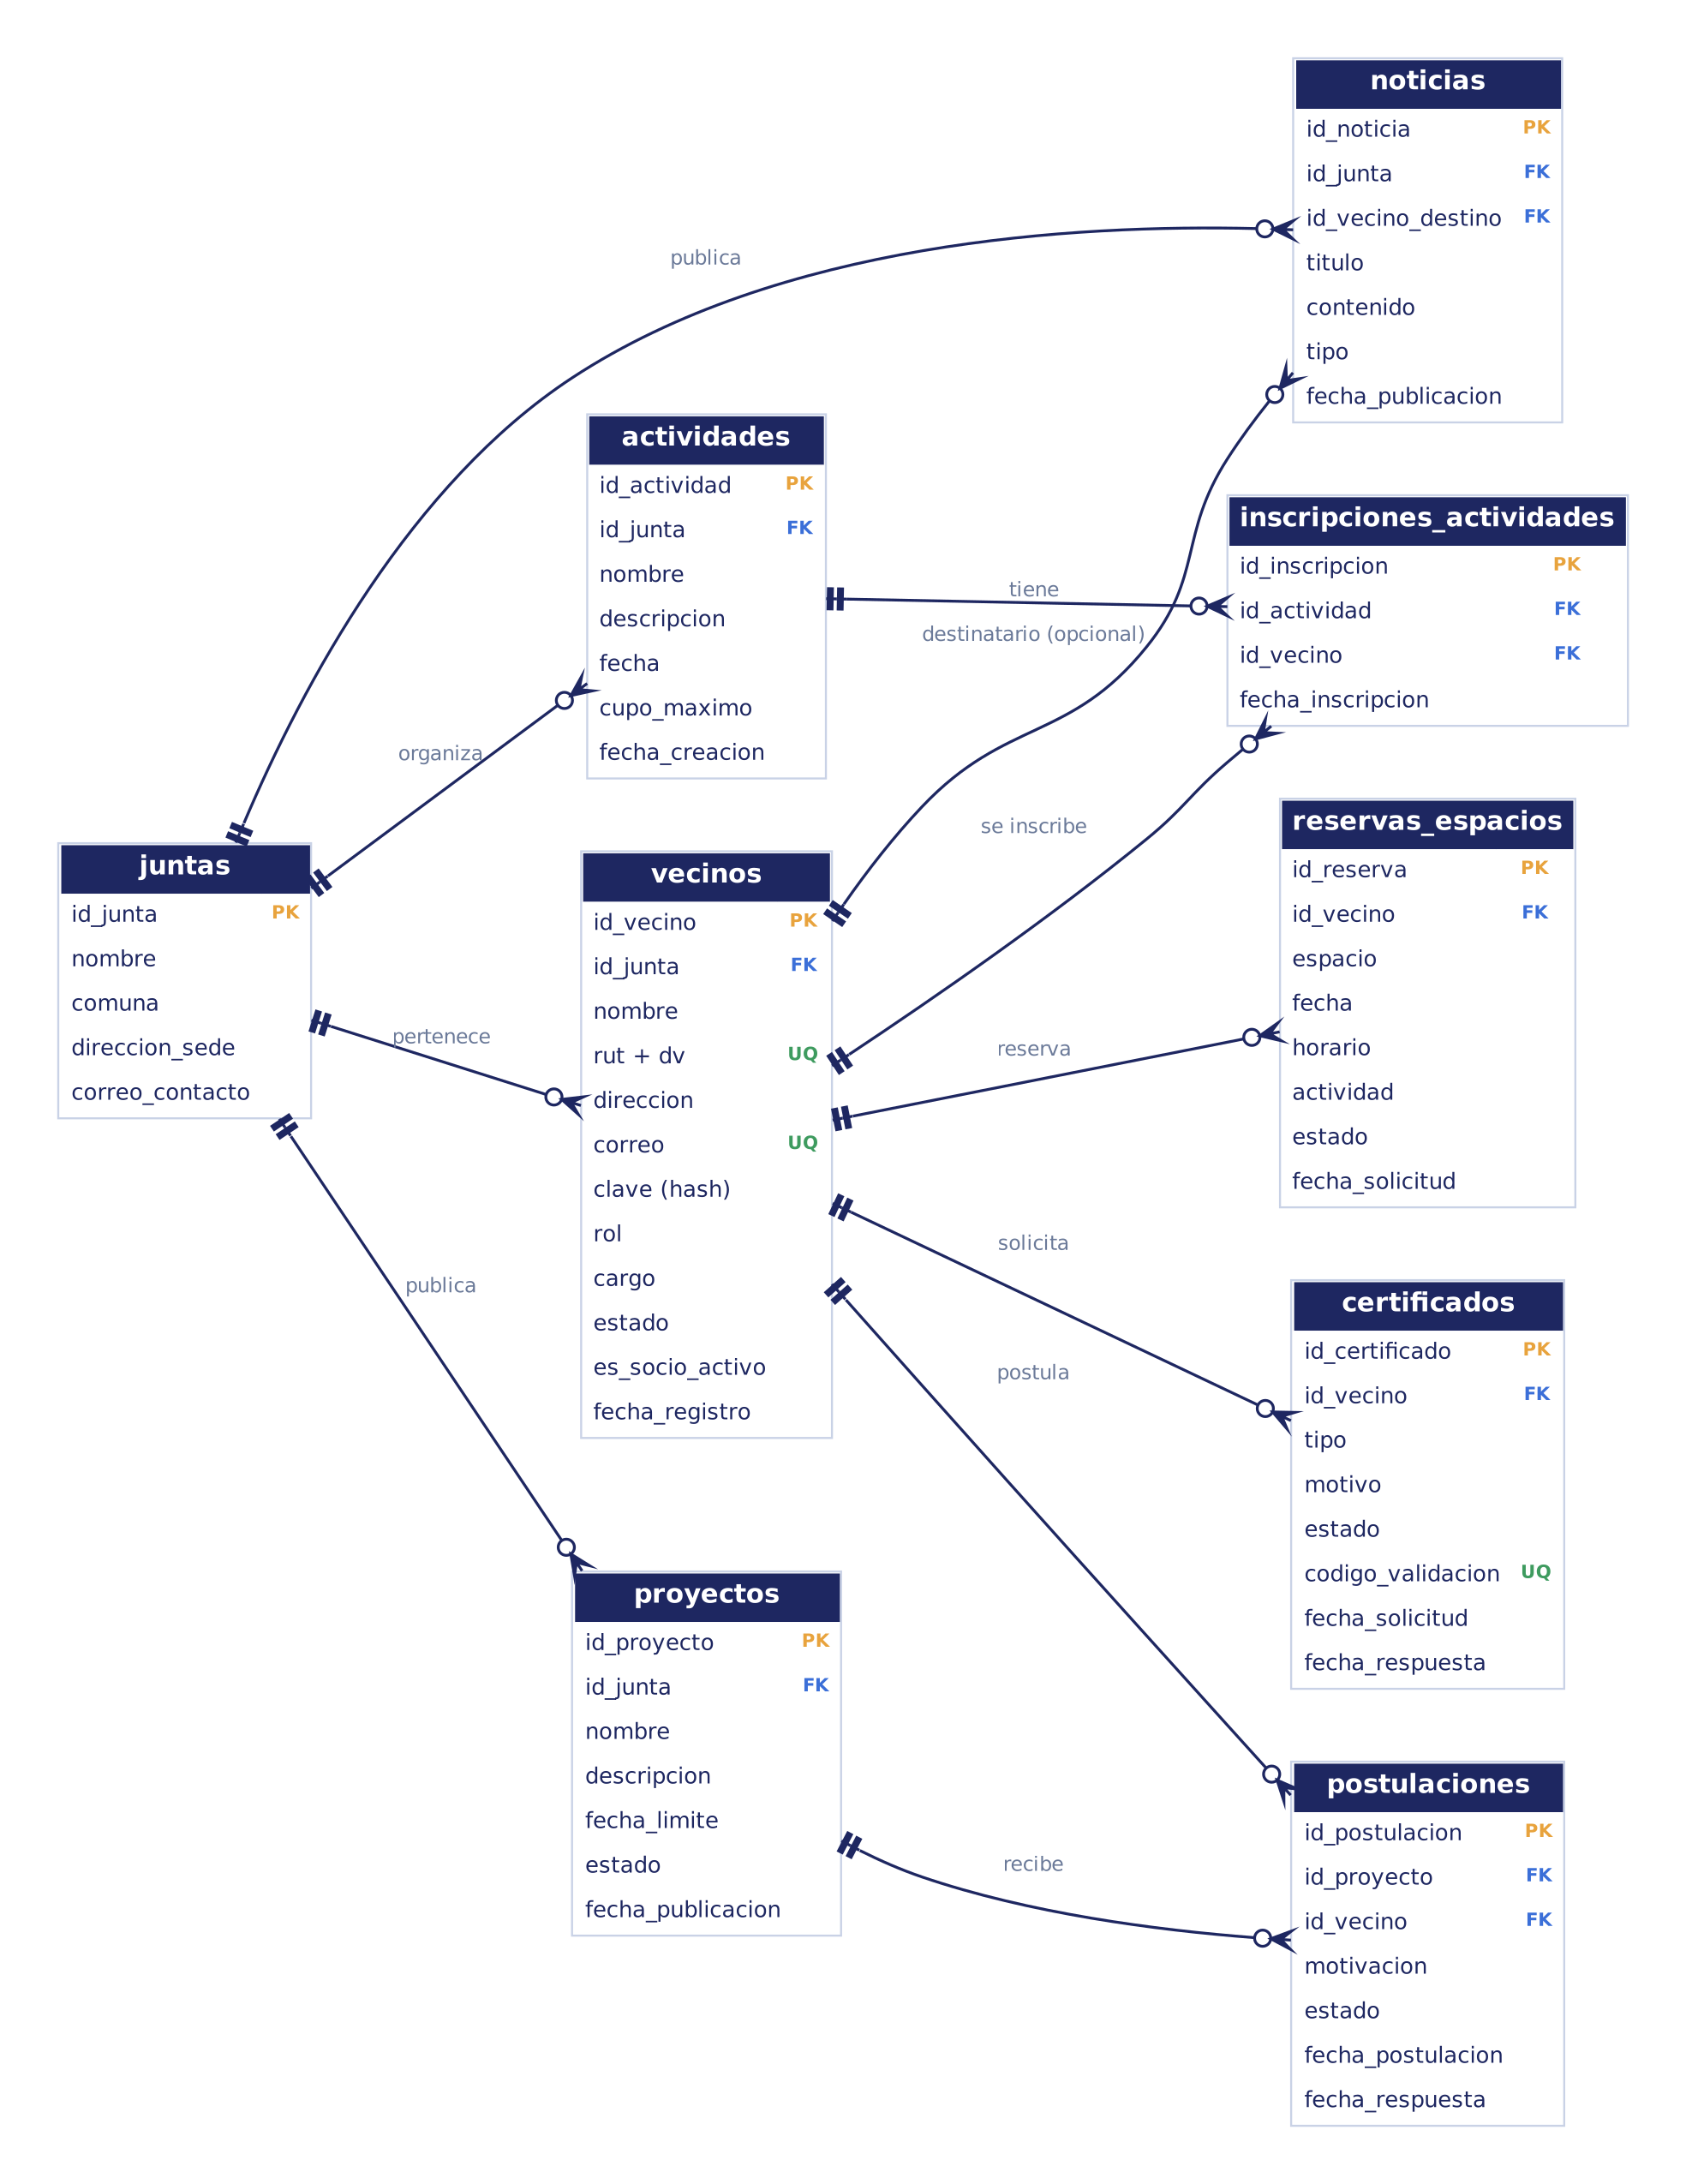 noticias
id_noticia PK
id_junta FK
id_vecino_destino FK
titulo
contenido
tipo
fecha_publicacion
publica
actividades
id_actividad PK
id_junta FK
nombre
descripcion
fecha
cupo_maximo
fecha_creacion
inscripciones_actividades
id_inscripcion PK
id_actividad FK
id_vecino FK
fecha_inscripcion
tiene
destinatario (opcional)
organiza
se inscribe
reservas_espacios
id_reserva PK
id_vecino FK
espacio
fecha
horario
actividad
estado
fecha_solicitud
juntas
id_junta PK
nombre
comuna
direccion_sede
correo_contacto
vecinos
id_vecino PK
id_junta FK
nombre
rut + dv UQ
direccion
correo UQ
clave (hash)
rol
cargo
estado
es_socio_activo
fecha_registro
pertenece
reserva
solicita
publica
postula
certificados
id_certificado PK
id_vecino FK
tipo
motivo
estado
codigo_validacion UQ
fecha_solicitud
fecha_respuesta
proyectos
id_proyecto PK
id_junta FK
nombre
descripcion
fecha_limite
estado
fecha_publicacion
recibe
postulaciones
id_postulacion PK
id_proyecto FK
id_vecino FK
motivacion
estado
fecha_postulacion
fecha_respuesta